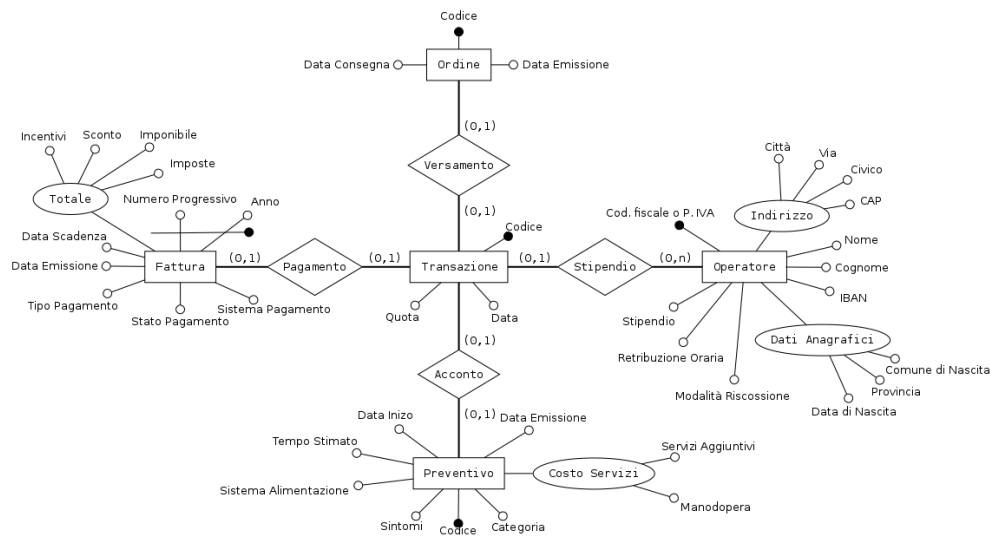 Codice
Ordine
Data Consegna
Data Emissione
(0,1)
Versamento
(0,1)
Incentivi
Sconto
Imponibile
Imposte
Totale
Numero Progressivo
Anno
Data Scadenza
Data Emissione
Tipo Pagamento
Stato Pagamento
Sistema Pagamento
Fattura
(0,1)
Pagamento
(0,1)
Codice
Transazione
Quota
Data
(0,1)
Stipendio
(0,n)
Cod. fiscale o P.IVA
Operatore
Città
Via
Civico
CAP
Indirizzo
Nome
Cognome
IBAN
Stipendio
Retribuzione Oraria
Modalità Riscossione
Dati Anagrafici
Comune di Nascita
Provincia
Data di Nascita
(0,1)
Acconto
(0,1)
Data Inizo
Data Emissione
Tempo Stimato
Sistema Alimentazione
Sintomi
Codice
Categoria
Preventivo
Costo Servizi
Servizi Aggiuntivi
Manodopera